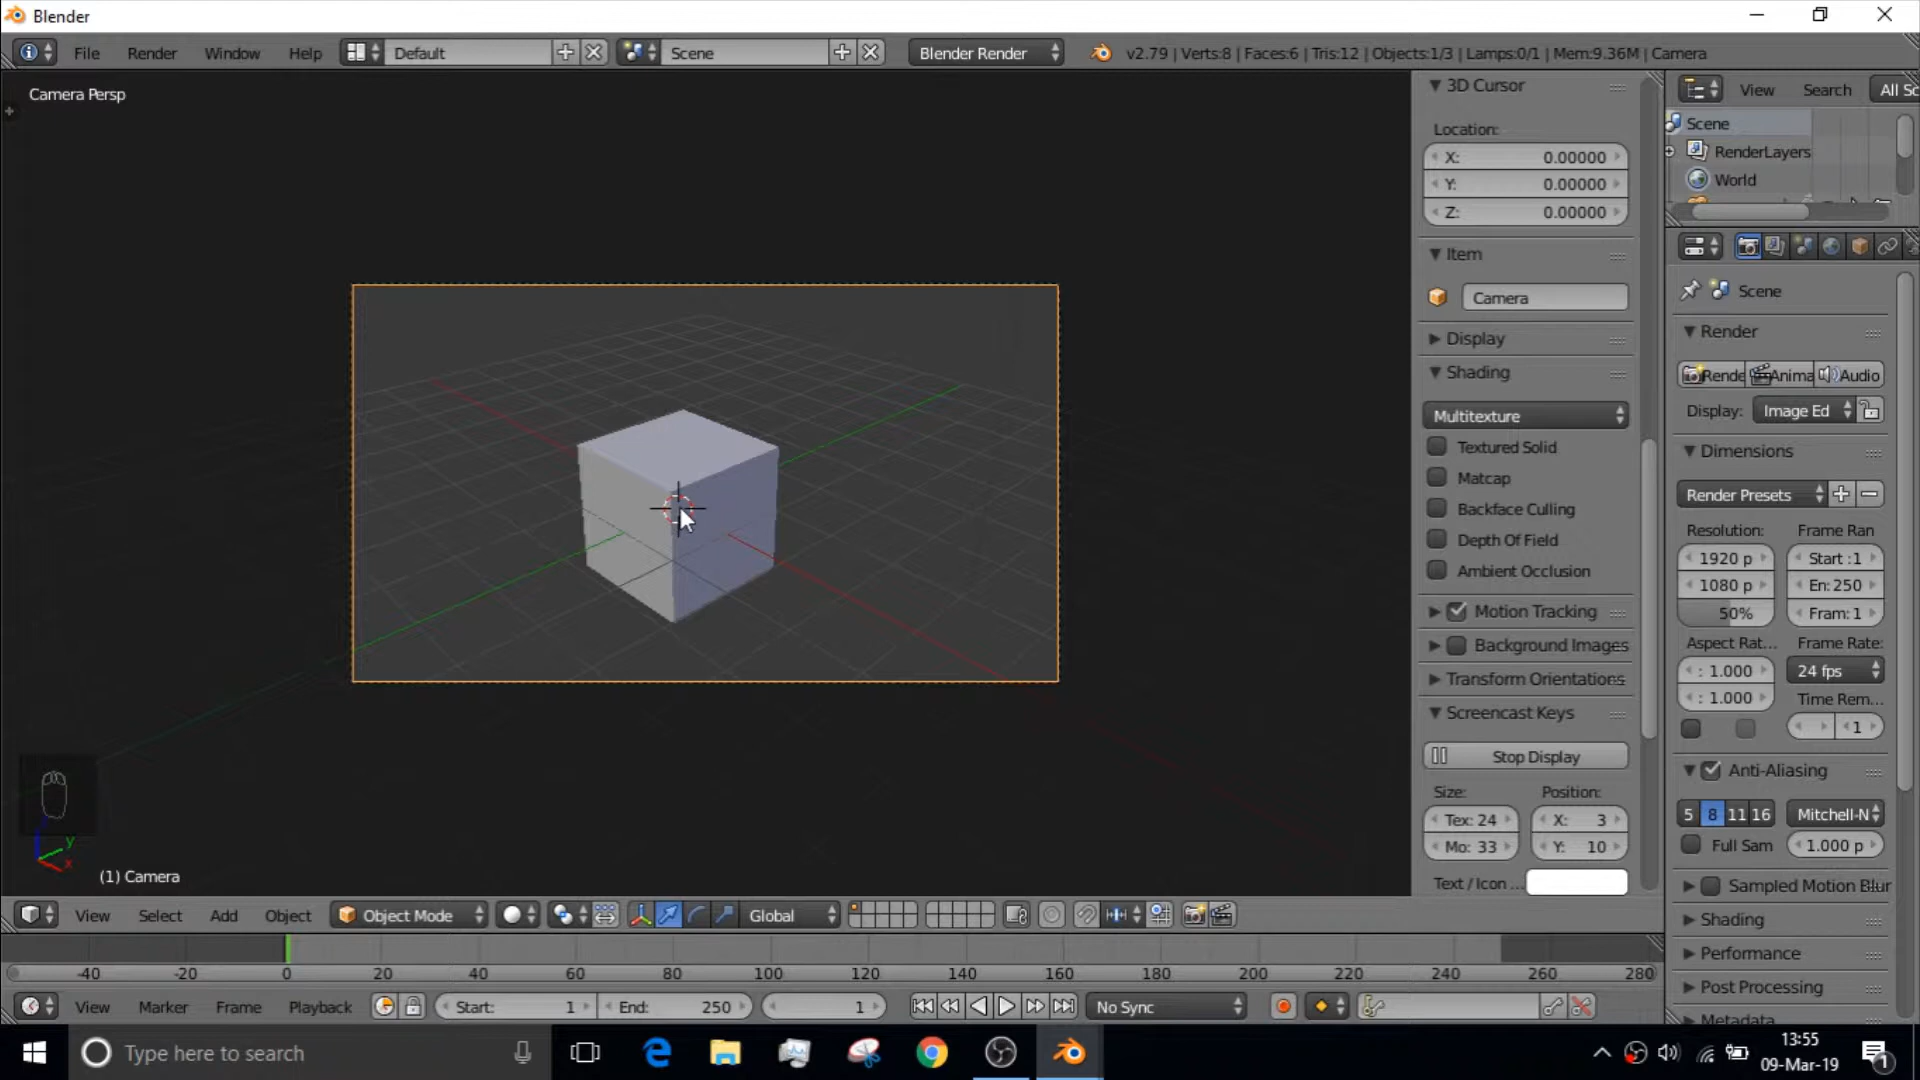 Blender
File Render Window Help Default Scene Blender Render v2.79 | Verts:8 | Faces:6 | Tris:12 | Objects:1/3 | Lamps:0/1 | Mem:9.36M | Camera
Camera Persp
(1) Camera
3D Cursor
Location:
X: 0.00000
Y: 0.00000
Z: 0.00000
Item
Camera
Display
Shading
Multitexture
Textured Solid
Matcap
Backface Culling
Depth Of Field
Ambient Occlusion
Motion Tracking
Background Images
Transform Orientations
Screencast Keys
Stop Display
Size: Position:
Tex: 24 X: 3
Mo: 33 Y: 10
Text / Icon ...
View Search All Sc
Scene
RenderLayers
World
Scene
Render
Rende Anima Audio
Display: Image Ed
Dimensions
Render Presets
Resolution: Frame Ran
1920 p Start :1
1080 p En: 250
50% Fram: 1
Aspect Rat... Frame Rate:
: 1.000 24 fps
: 1.000 Time Rem...
1
Anti-Aliasing
5 8 11 16 Mitchell-N
Full Sam 1.000 p
Sampled Motion Blur
Shading
Performance
Post Processing
Metadata
View Select Add Object Object Mode Global
-40 -20 0 20 40 60 80 100 120 140 160 180 200 220 240 260 280
View Marker Frame Playback Start: 1 End: 250 1 No Sync
Type here to search
13:55
09-Mar-19
1